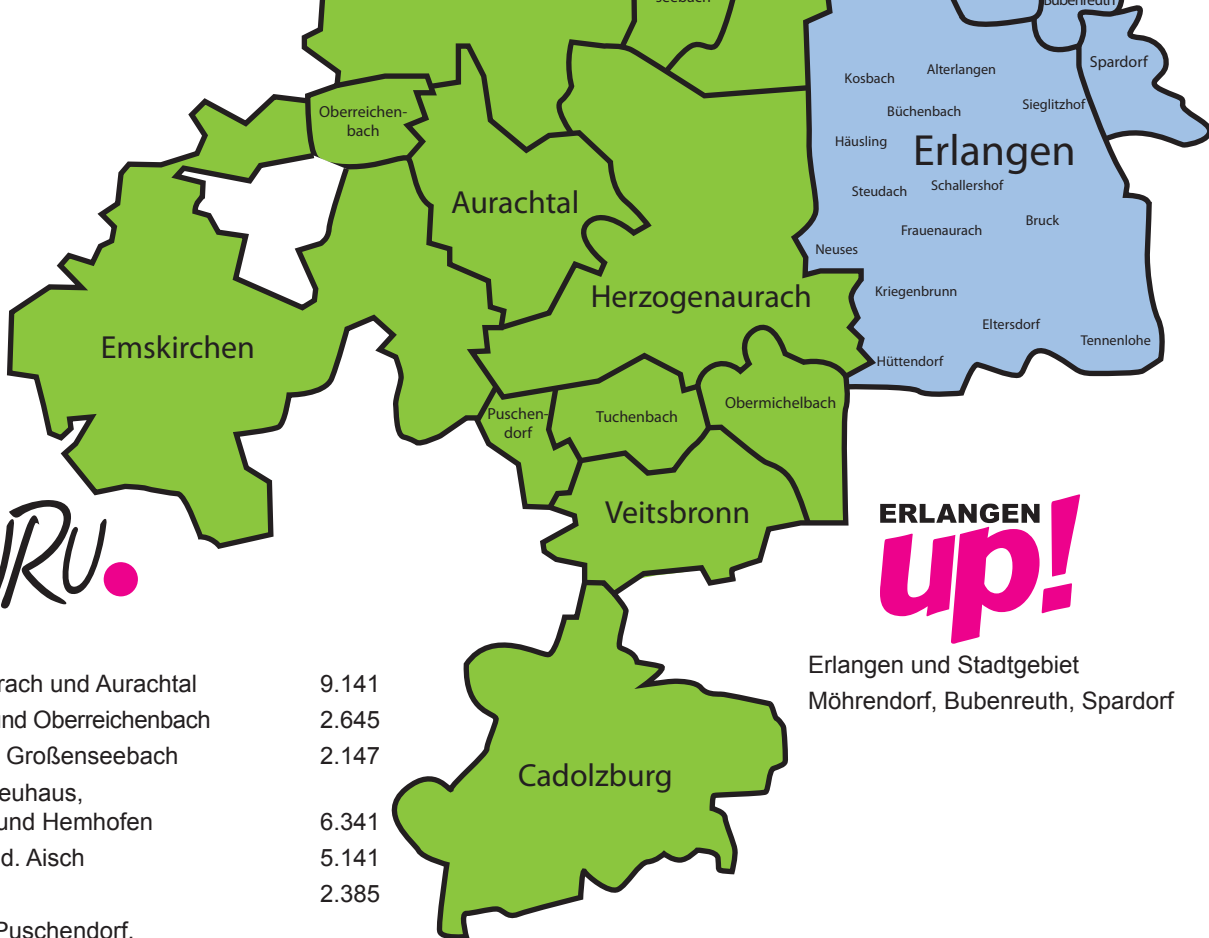 seebach
Bubenreuth
Spardorf
Kosbach
Alterlangen
Büchenbach
Sieglitzhof
Oberreichen-
bach
Häusling
Erlangen
Aurachtal
Steudach
Schallershof
Bruck
Frauenaurach
Neuses
Herzogenaurach
Kriegenbrunn
Emskirchen
Eltersdorf
Tennenlohe
Hüttendorf
Puschen-
dorf
Tuchenbach
Obermichelbach
Veitsbronn
ERLANGEN
up!
Cadolzburg
rach und Aurachtal 9.141
und Oberreichenbach 2.645
Großenseebach 2.147
euhaus,
und Hemhofen 6.341
d. Aisch 5.141
2.385
Puschendorf,
Erlangen und Stadtgebiet
Möhrendorf, Bubenreuth, Spardorf